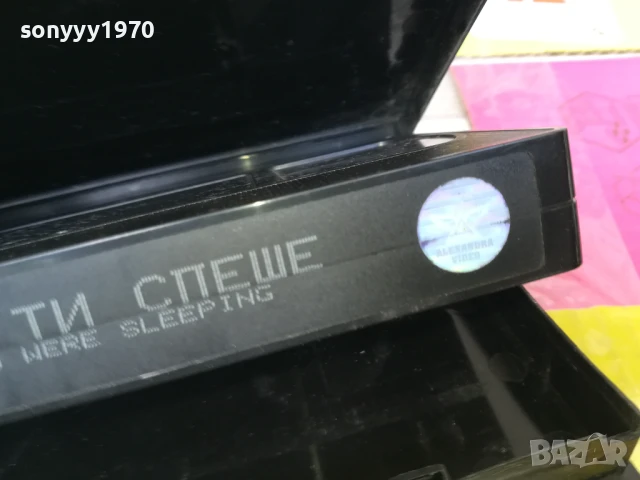 sonyyy1970
ТИ СПЕШЕ
WERE SLEEPING
ALEXANDRA
VIDEO
BAZAR